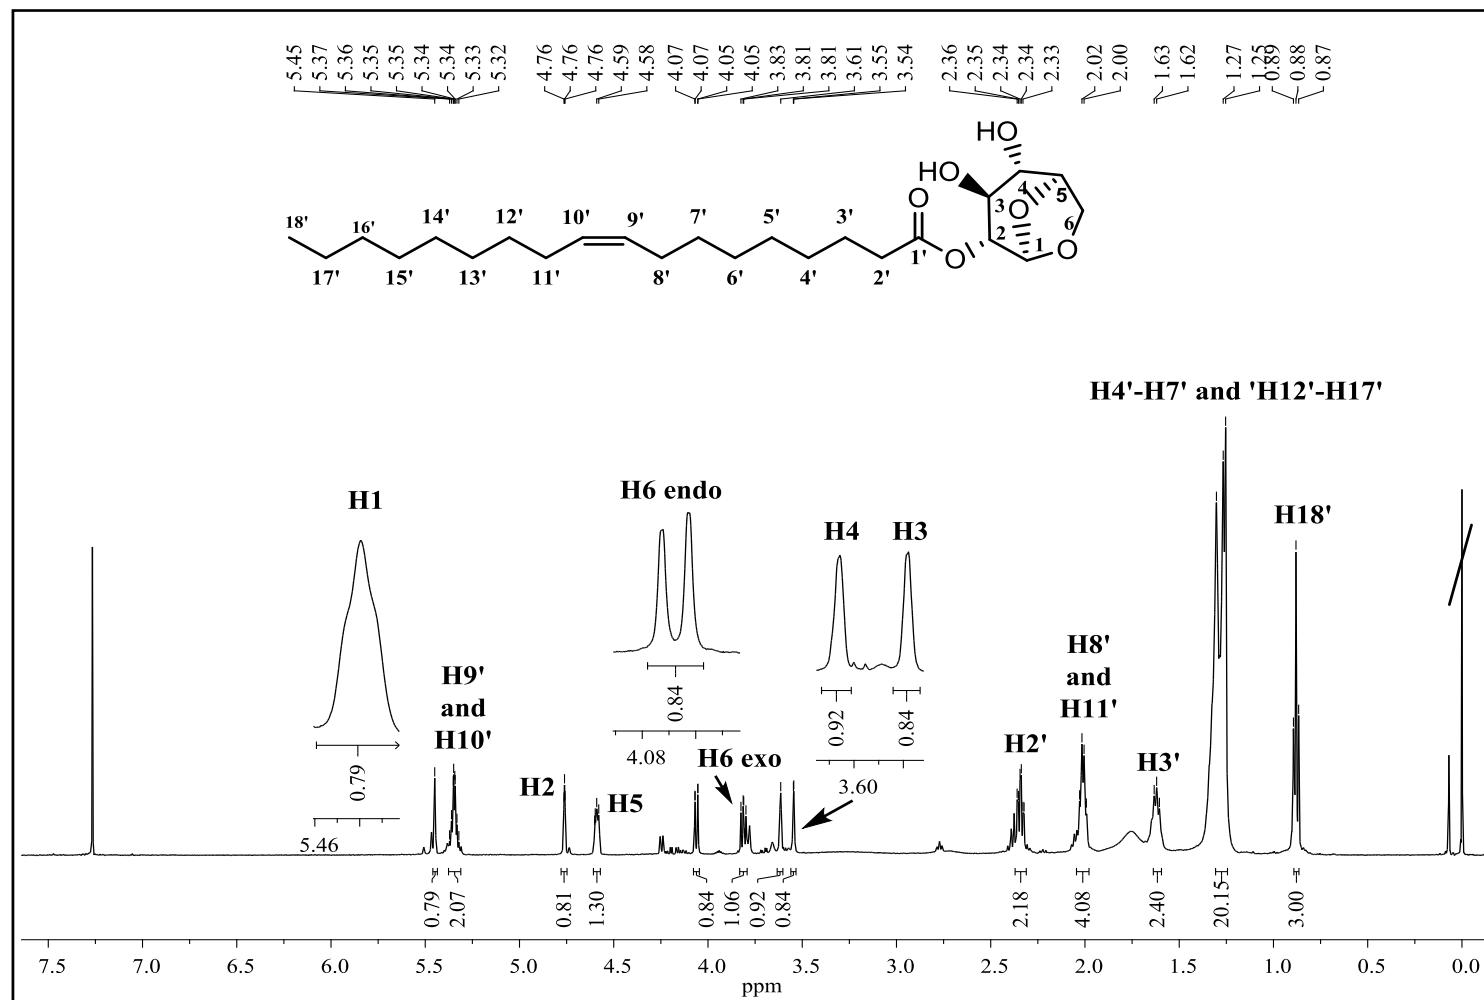 5.45 5.37 5.36 5.35 5.35 5.34 5.34 5.33 5.32 4.76 4.76 4.76 4.59 4.58 4.07 4.07 4.05 4.05 3.83 3.81 3.81 3.61 3.55 3.54 2.36 2.35 2.34 2.34 2.33 2.02 2.00 1.63 1.62 1.27 1.25 0.89 0.88 0.87
HO
HO 4 5
O 3 O 6
18' 16' 14' 12' 10' 9' 7' 5' 3' 2 1
17' 15' 13' 11' 8' 6' 4' 2' 1' O O
H4'-H7' and 'H12'-H17'
H1
H6 endo
H4 H3
H18'
H9'
and
H10'
H8'
and
H11'
0.79
5.46
0.84
4.08
0.92 0.84
3.60
H2 H5 H6 exo H2' H3'
0.79 2.07 0.81 1.30 0.84 1.06 0.92 0.84 2.18 4.08 2.40 20.15 3.00
7.5 7.0 6.5 6.0 5.5 5.0 4.5 4.0 3.5 3.0 2.5 2.0 1.5 1.0 0.5 0.0
ppm